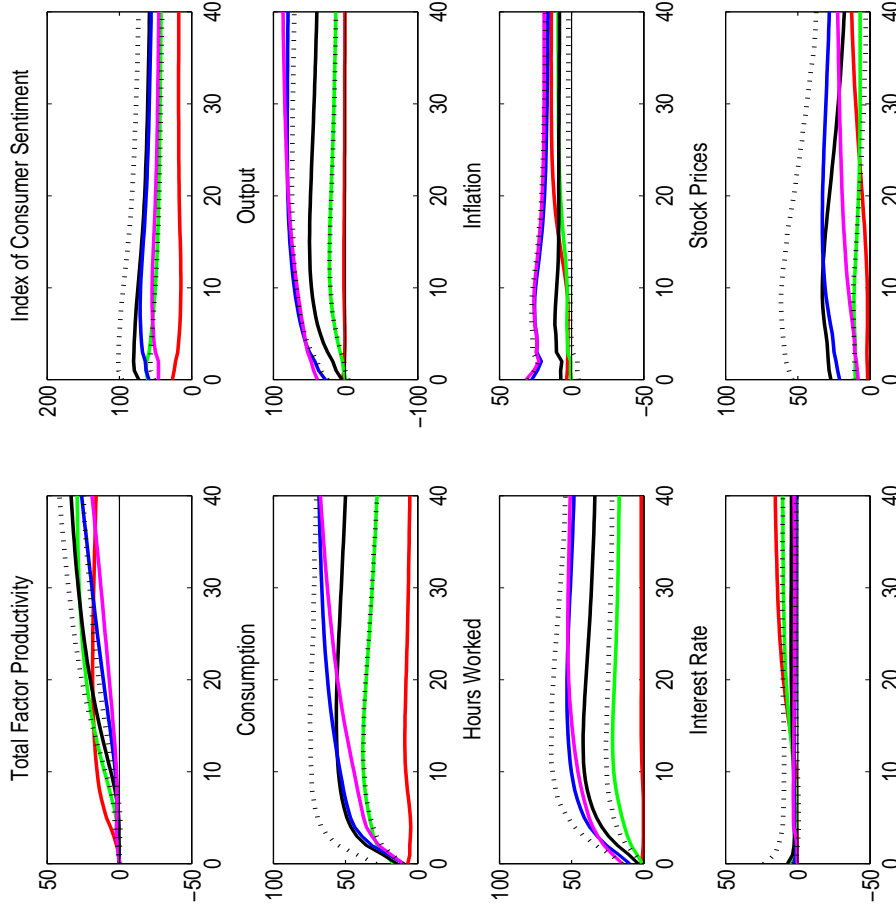 Total Factor Productivity
50
0
-50
0 10 20 30 40
Index of Consumer Sentiment
200
100
0
0 10 20 30 40
Consumption
100
50
0
0 10 20 30 40
Output
100
0
-100
0 10 20 30 40
Hours Worked
100
50
0
0 10 20 30 40
Inflation
50
0
-50
0 10 20 30 40
Interest Rate
50
0
-50
0 10 20 30 40
Stock Prices
100
50
0
0 10 20 30 40